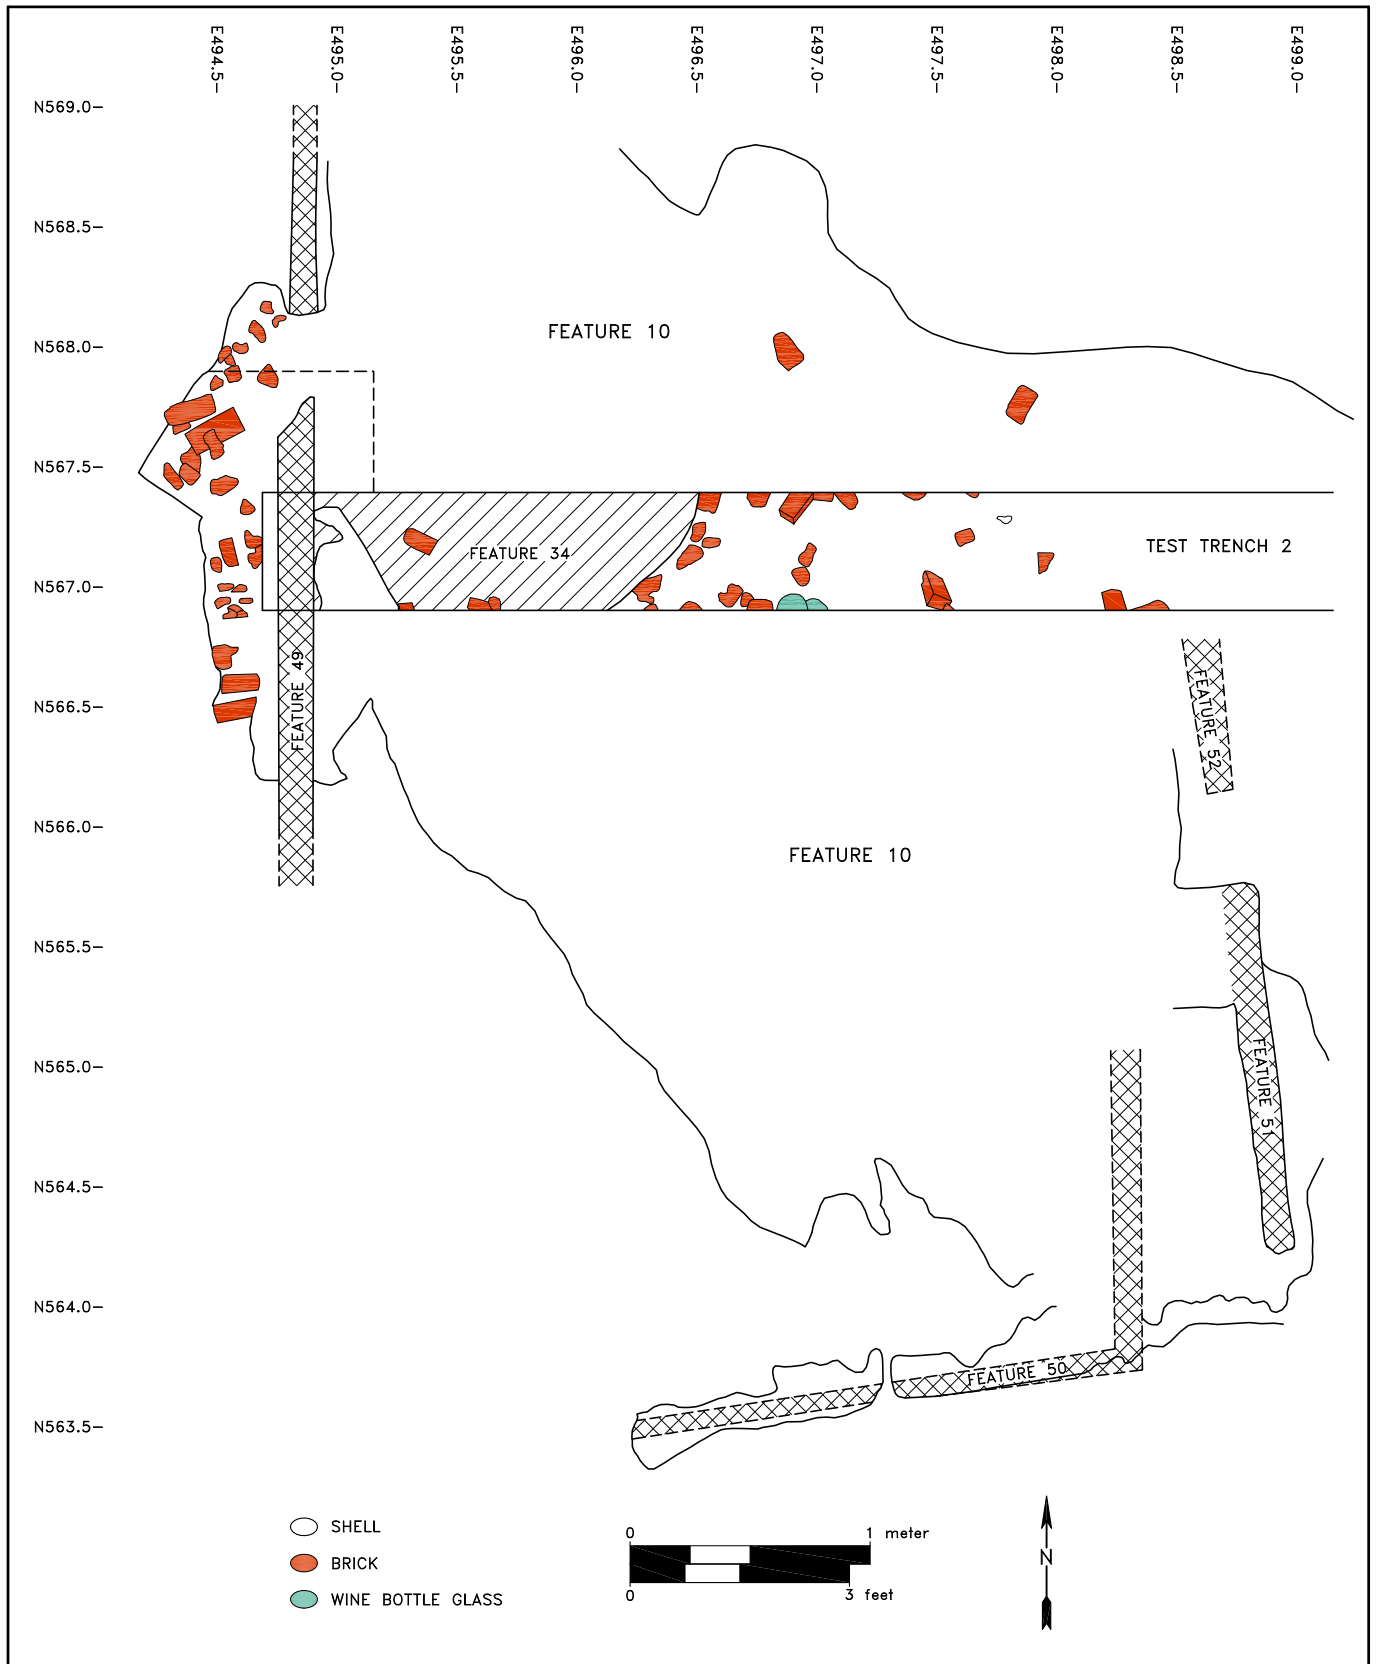 E494.5-
E495.0-
E495.5-
E496.0-
E496.5-
E497.0-
E497.5-
E498.0-
E498.5-
E499.0-
N569.0-
N568.5-
N568.0-
N567.5-
N567.0-
N566.5-
N566.0-
N565.5-
N565.0-
N564.5-
N564.0-
N563.5-
FEATURE 10
FEATURE 34
TEST TRENCH 2
FEATURE 49
FEATURE 52
FEATURE 10
FEATURE 51
FEATURE 50
SHELL
BRICK
WINE BOTTLE GLASS
0 1 meter
0 3 feet
N